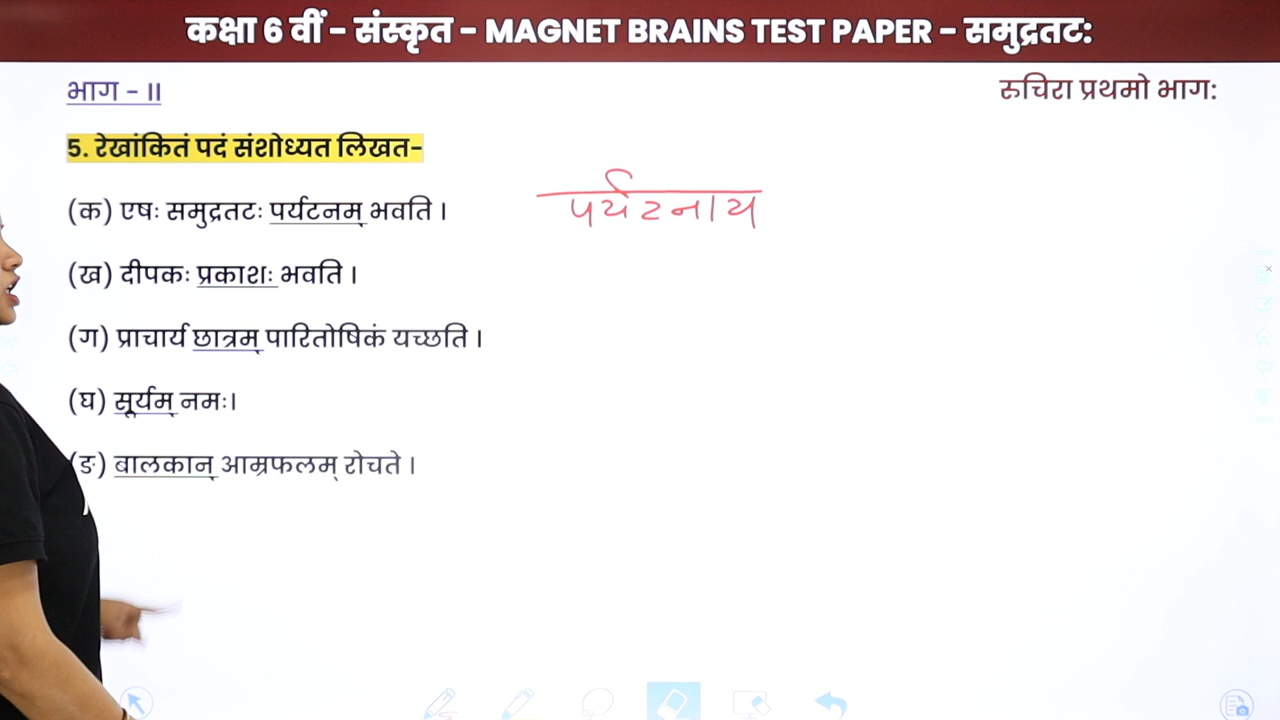 कक्षा 6 वीं - संस्कृत - MAGNET BRAINS TEST PAPER - समुद्रतट:
भाग - II
रुचिरा प्रथमो भाग:
5. रेखांकितं पदं संशोध्यत लिखत-
(क) एषः समुद्रतटः पर्यटनम् भवति ।
पर्यटनाय
(ख) दीपकः प्रकाशः भवति ।
(ग) प्राचार्य छात्रम् पारितोषिकं यच्छति ।
(घ) सूर्यम् नमः।
(ङ) बालकान् आम्रफलम् रोचते ।